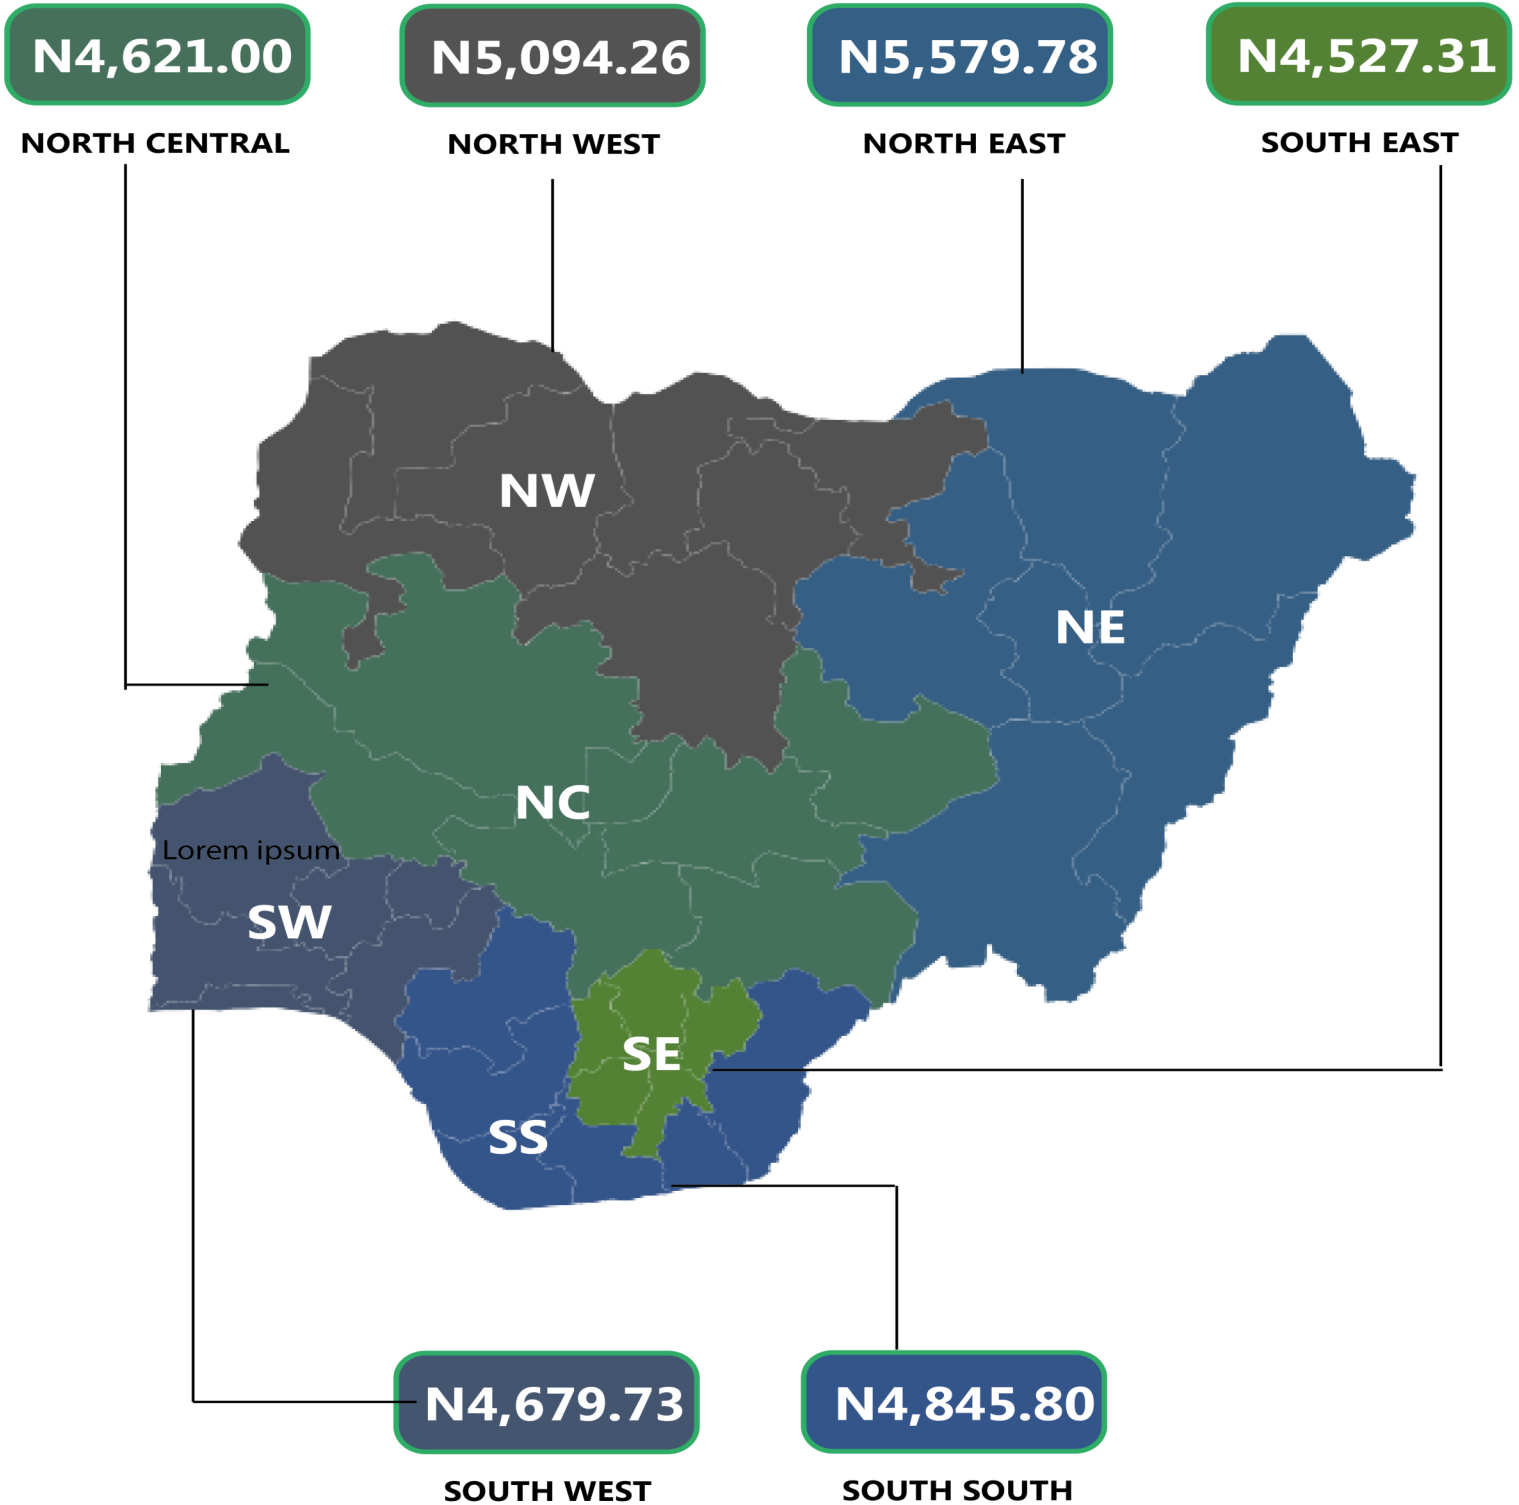 N4,621.00
N5,094.26
N5,579.78
N4,527.31
NORTH CENTRAL
NORTH WEST
NORTH EAST
SOUTH EAST
NW
NE
NC
Lorem ipsum
SW
SE
SS
N4,679.73
N4,845.80
SOUTH WEST
SOUTH SOUTH